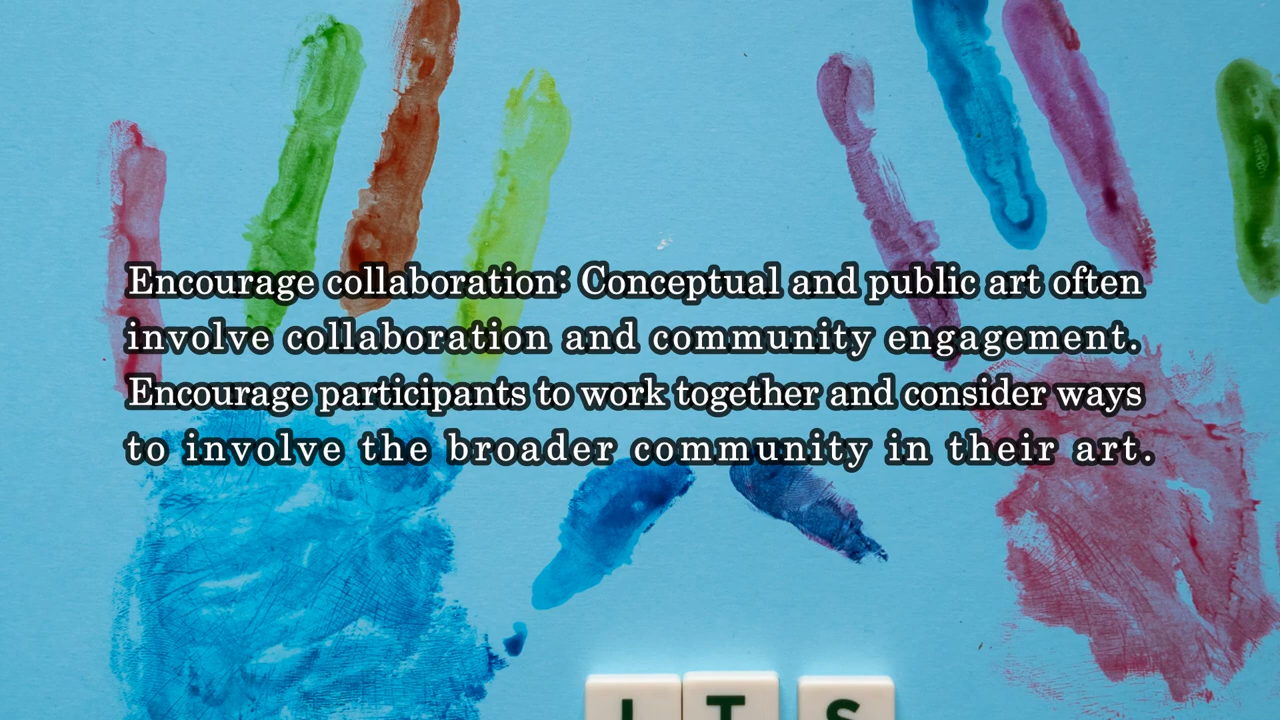 Encourage collaboration: Conceptual and public art often
involve collaboration and community engagement.
Encourage participants to work together and consider ways
to involve the broader community in their art.
I T S